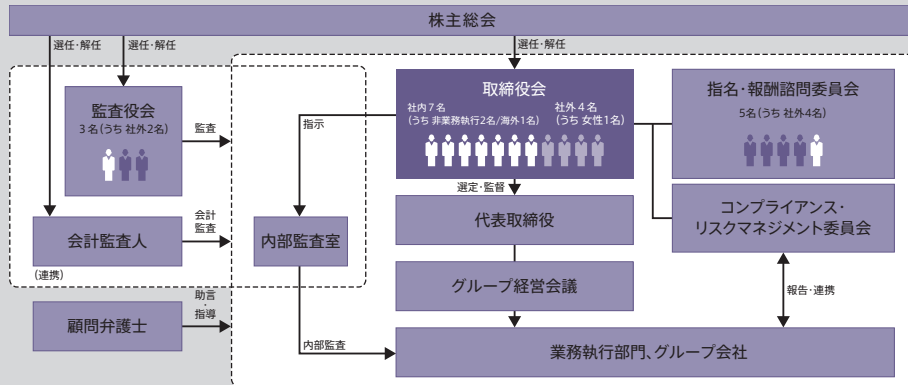 株主総会
選任・解任
選任・解任
選任・解任
監査役会
3名(うち 社外2名)
監査
指示
取締役会
社内7名
(うち 非業務執行2名/海外1名)
社外4名
(うち 女性1名)
指名・報酬諮問委員会
5名(うち 社外4名)
選定・監督
会計監査人
会計
監査
(連携)
内部監査室
代表取締役
コンプライアンス・
リスクマネジメント委員会
グループ経営会議
報告・連携
顧問弁護士
助言
・
指導
内部監査
業務執行部門、グループ会社